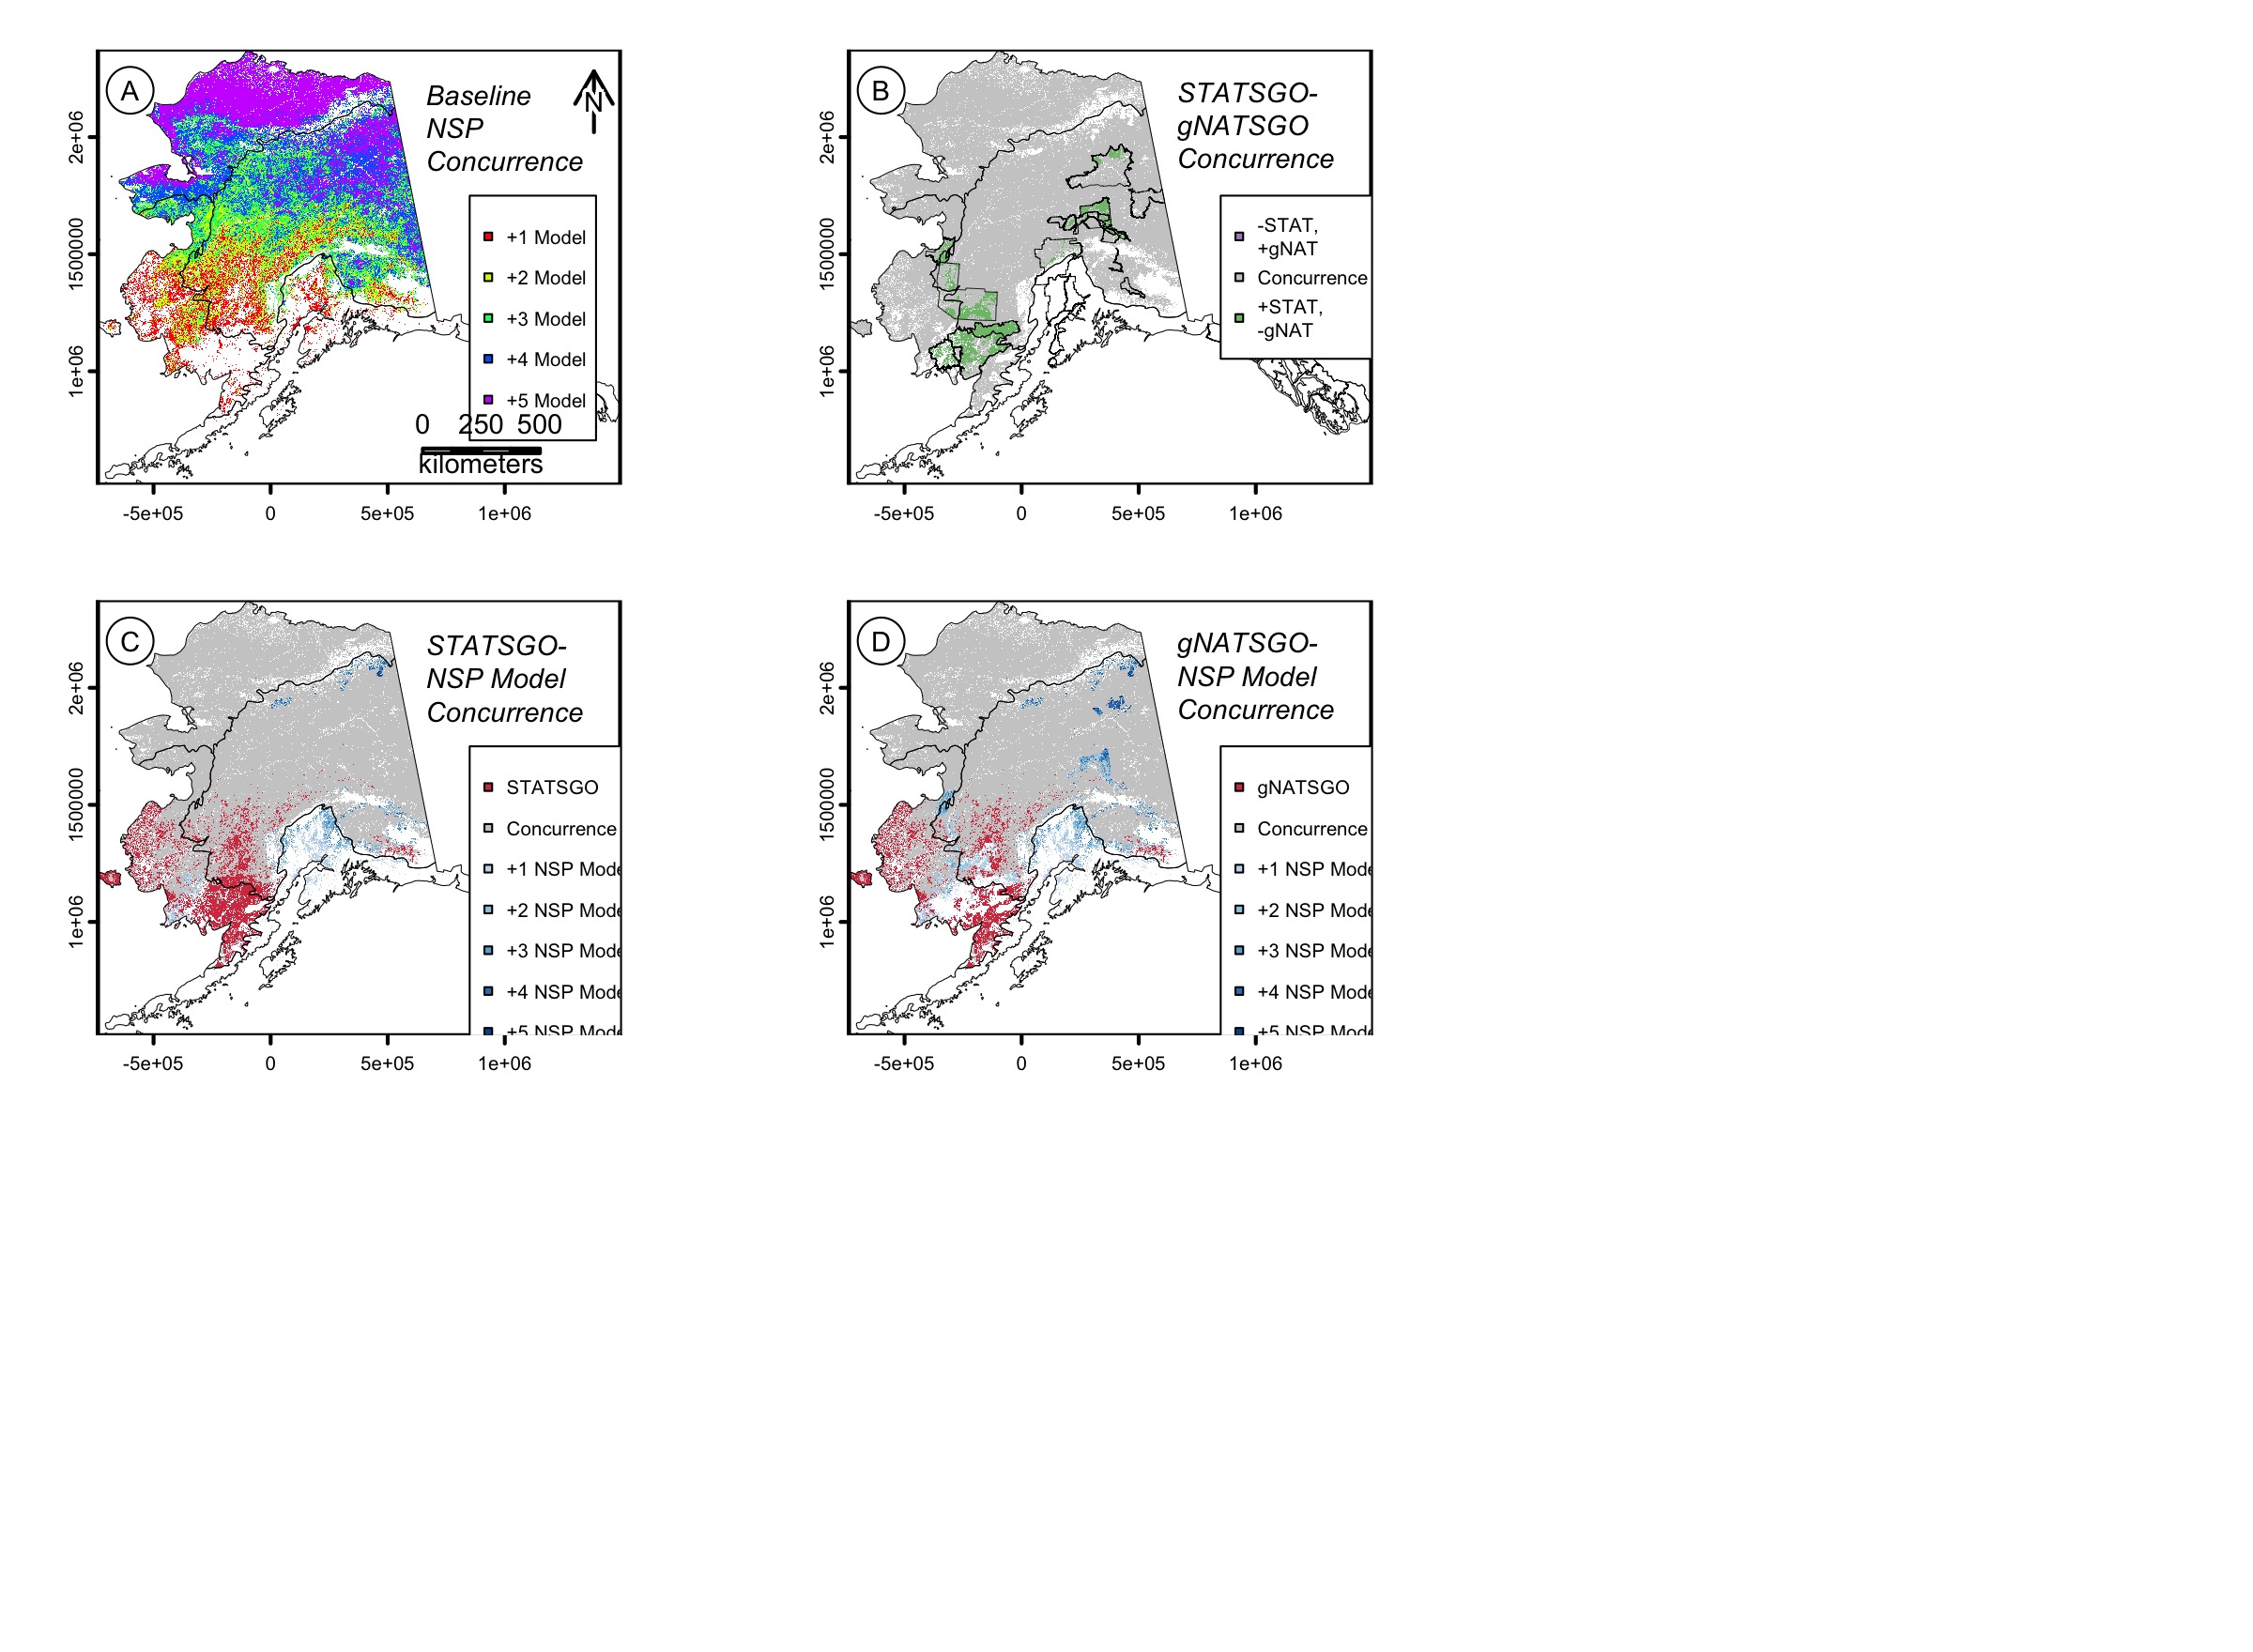 A
Baseline
NSP
Concurrence
N
+1 Model
+2 Model
+3 Model
+4 Model
+5 Model
0 250 500
kilometers
2e+06
1500000
1e+06
-5e+05 0 5e+05 1e+06
B
STATSGO-
gNATSGO
Concurrence
-STAT,
+gNAT
Concurrence
+STAT,
-gNAT
2e+06
1500000
1e+06
-5e+05 0 5e+05 1e+06
C
STATSGO-
NSP Model
Concurrence
STATSGO
Concurrence
+1 NSP Mode
+2 NSP Mode
+3 NSP Mode
+4 NSP Mode
+5 NSP Mode
2e+06
1500000
1e+06
-5e+05 0 5e+05 1e+06
D
gNATSGO-
NSP Model
Concurrence
gNATSGO
Concurrence
+1 NSP Mode
+2 NSP Mode
+3 NSP Mode
+4 NSP Mode
+5 NSP Mode
2e+06
1500000
1e+06
-5e+05 0 5e+05 1e+06